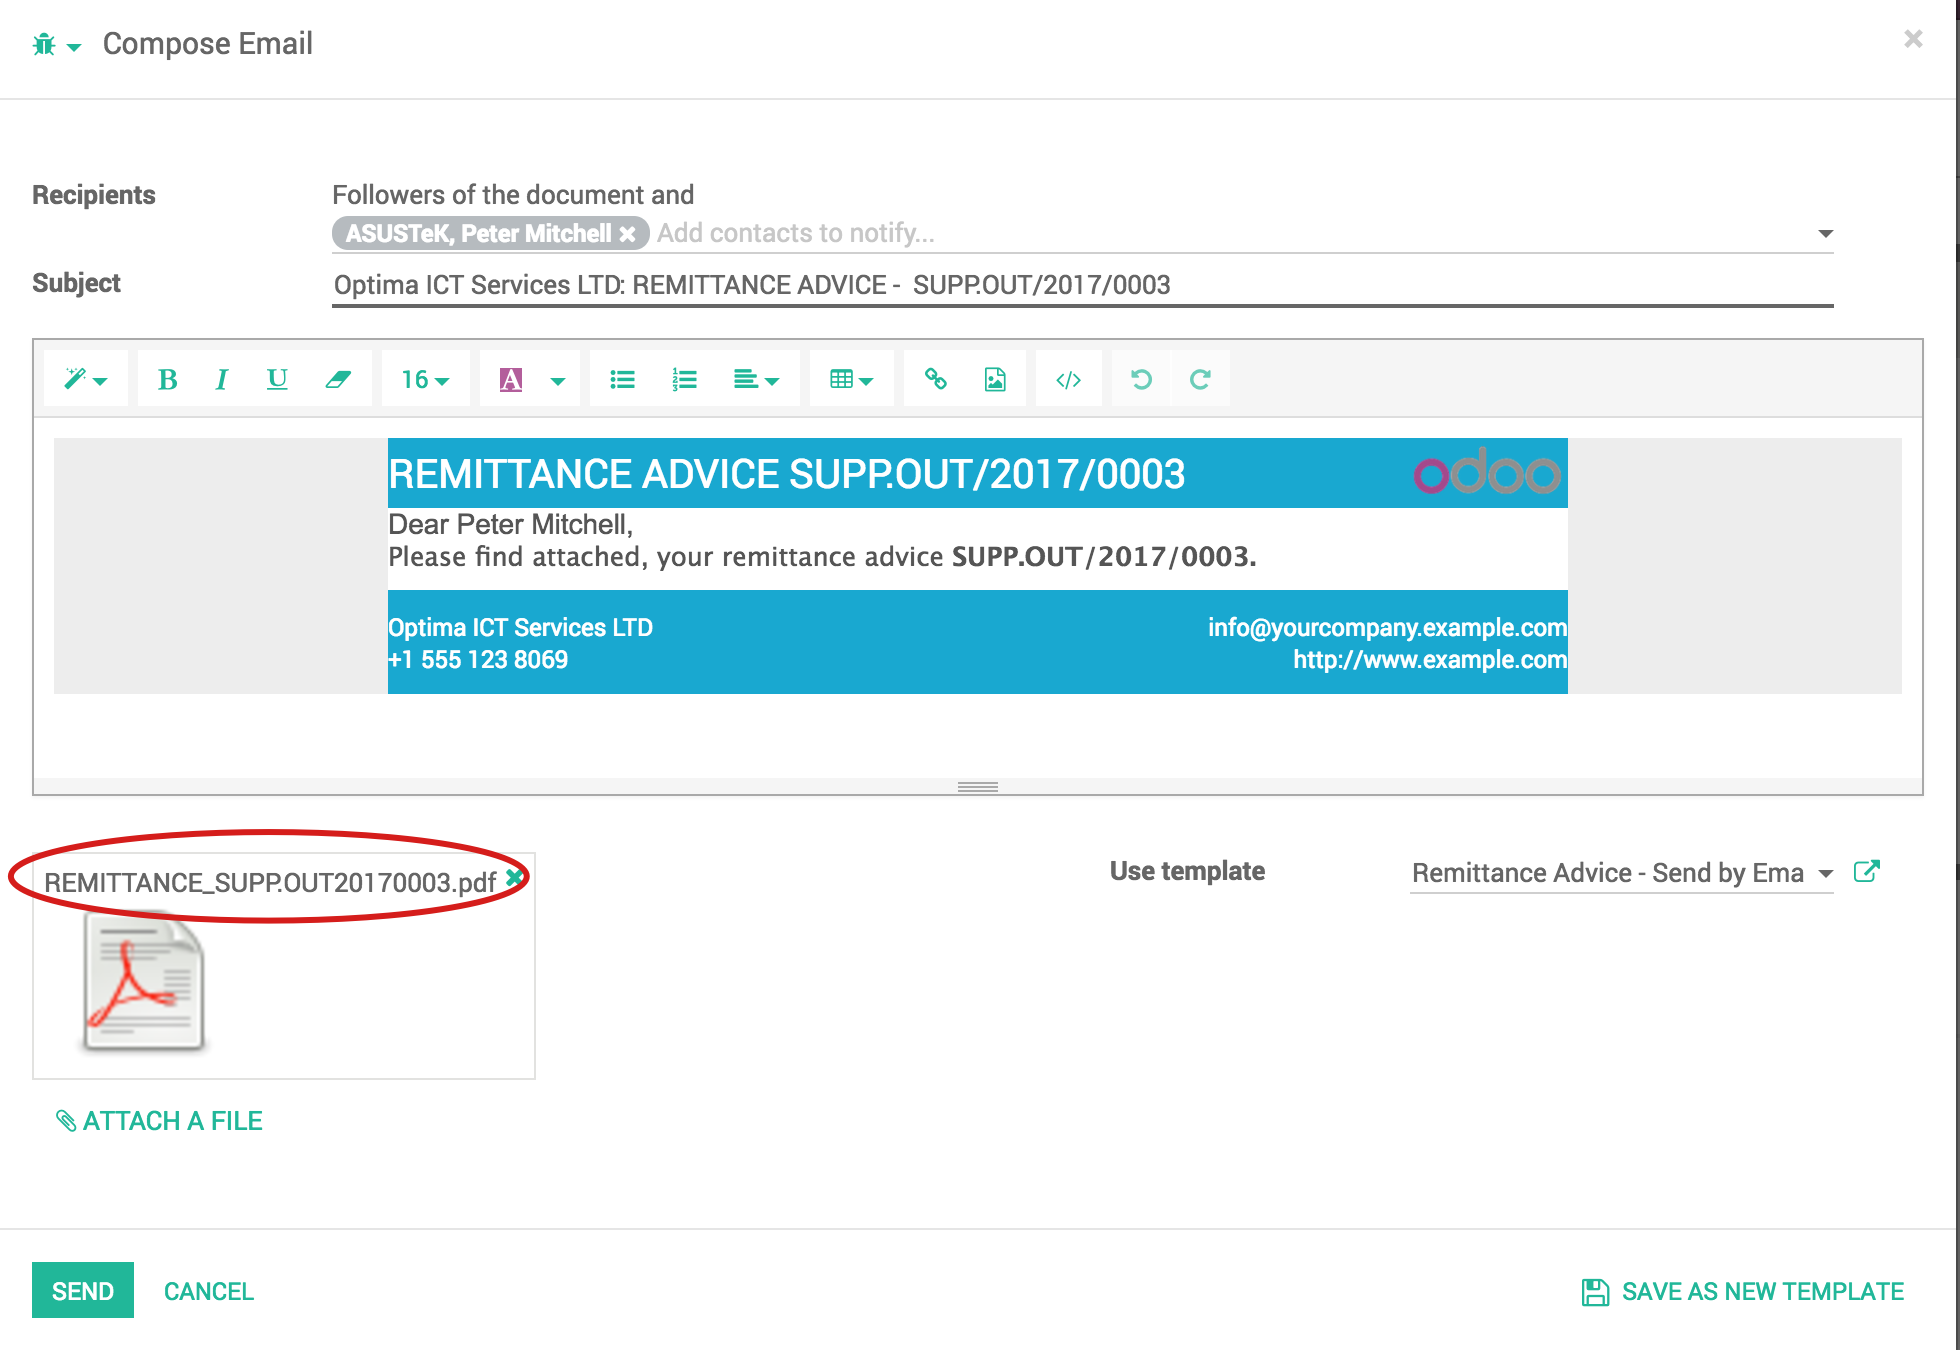 Compose Email
Recipients
Followers of the document and
ASUSTeK, Peter Mitchell Add contacts to notify...
Subject
Optima ICT Services LTD: REMITTANCE ADVICE - SUPP.OUT/2017/0003
B I U 16 A
REMITTANCE ADVICE SUPP.OUT/2017/0003 odoo
Dear Peter Mitchell,
Please find attached, your remittance advice SUPP.OUT/2017/0003.
Optima ICT Services LTD info@yourcompany.example.com
+1 555 123 8069 http://www.example.com
REMITTANCE_SUPP.OUT20170003.pdf
Use template Remittance Advice - Send by Ema
ATTACH A FILE
SEND CANCEL SAVE AS NEW TEMPLATE